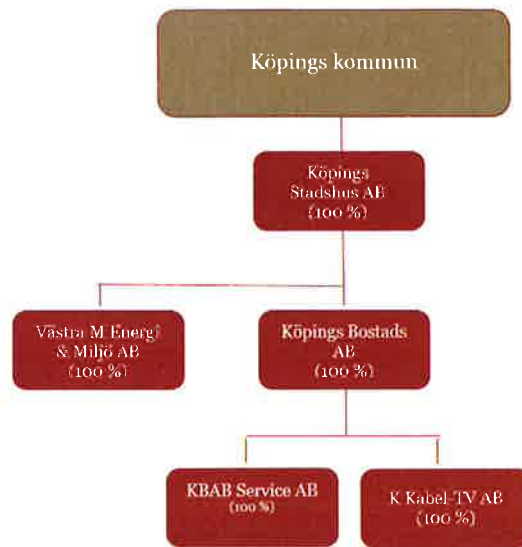 Köpings kommun
Köpings
Stadshus AB
(100 %)
Västra M Energi
& Miljö AB
(100 %)
Köpings Bostads
AB
(100 %)
KBAB Service AB
(100 %)
K Kabel-TV AB
(100 %)